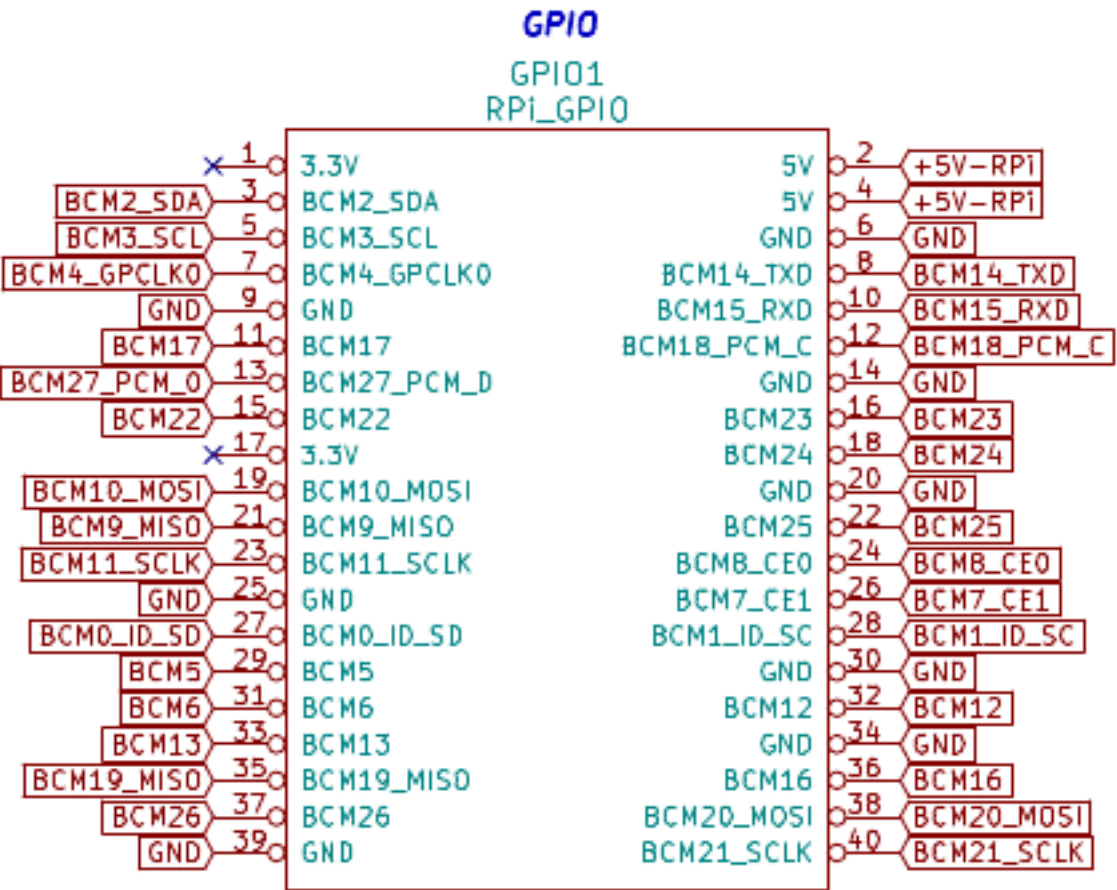 GPIO
GPIO1
RPi_GPIO
1 3.3V 5V 2 +5V-RPi
BCM2_SDA 3 BCM2_SDA 5V 4 +5V-RPi
BCM3_SCL 5 BCM3_SCL GND 6 GND
BCM4_GPCLK0 7 BCM4_GPCLK0 BCM14_TXD 8 BCM14_TXD
GND 9 GND BCM15_RXD 10 BCM15_RXD
BCM17 11 BCM17 BCM18_PCM_C 12 BCM18_PCM_C
BCM27_PCM_0 13 BCM27_PCM_D GND 14 GND
BCM22 15 BCM22 BCM23 16 BCM23
17 3.3V BCM24 18 BCM24
BCM10_MOSI 19 BCM10_MOSI GND 20 GND
BCM9_MISO 21 BCM9_MISO BCM25 22 BCM25
BCM11_SCLK 23 BCM11_SCLK BCM8_CE0 24 BCM8_CE0
GND 25 GND BCM7_CE1 26 BCM7_CE1
BCM0_ID_SD 27 BCM0_ID_SD BCM1_ID_SC 28 BCM1_ID_SC
BCM5 29 BCM5 GND 30 GND
BCM6 31 BCM6 BCM12 32 BCM12
BCM13 33 BCM13 GND 34 GND
BCM19_MISO 35 BCM19_MISO BCM16 36 BCM16
BCM26 37 BCM26 BCM20_MOSI 38 BCM20_MOSI
GND 39 GND BCM21_SCLK 40 BCM21_SCLK